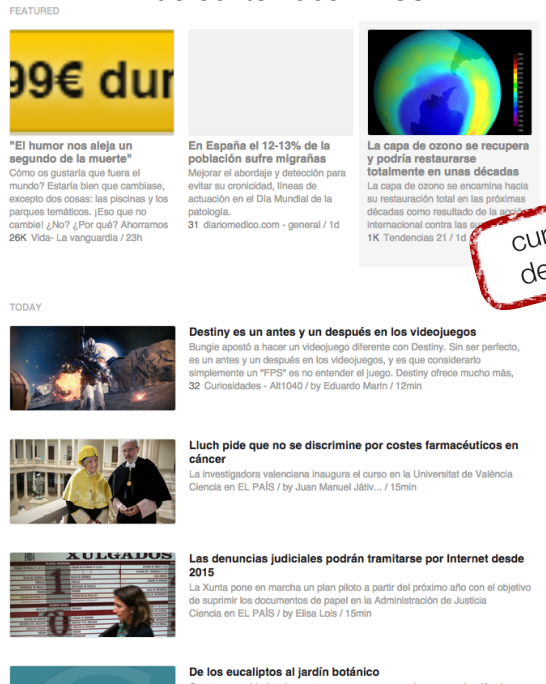 FEATURED
99€ dur
"El humor nos aleja un
segundo de la muerte"
Cómo os gustaría que fuera el
mundo? Estaría bien que cambiase,
excepto dos cosas: las piscinas y los
parques temáticos. ¡Eso que no
cambie! ¿No? ¿Por qué? Ahorramos
26K Vida- La vanguardia / 23h
En España el 12-13% de la
población sufre migrañas
Mejorar el abordaje y detección para
evitar su cronicidad, líneas de
actuación en el Día Mundial de la
patología.
31 diariomedico.com - general / 1d
La capa de ozono se recupera
y podría restaurarse
totalmente en unas décadas
La capa de ozono se encamina hacia
su restauración total en las próximas
décadas como resultado de la
internacional contra las
1K Tendencias 21 / 1d
TODAY
Destiny es un antes y un después en los videojuegos
Bungie apostó a hacer un videojuego diferente con Destiny. Sin ser perfecto,
es un antes y un después en los videojuegos, y es que considerarlo
simplemente un "FPS" es no entender el juego. Destiny ofrece mucho más,
32 Curiosidades - Alt1040 / by Eduardo Marin / 12min
Lluch pide que no se discrimine por costes farmacéuticos en
cáncer
La investigadora valenciana inaugura el curso en la Universitat de València
Ciencia en EL PAÍS / by Juan Manuel Játiv... / 15min
XULGADOS
Las denuncias judiciales podrán tramitarse por Internet desde
2015
La Xunta pone en marcha un plan piloto a partir del próximo año con el objetivo
de suprimir los documentos de papel en la Administración de Justicia
Ciencia en EL PAÍS / by Elisa Lois / 15min
De los eucaliptos al jardín botánico